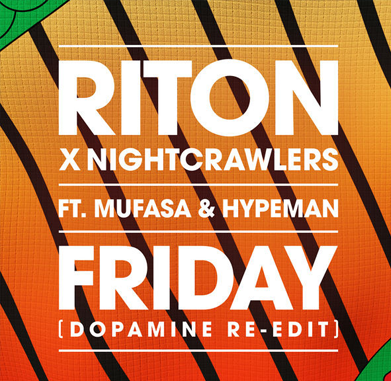 RITON
X NIGHTCRAWLERS
FT. MUFASA & HYPEMAN
FRIDAY
[DOPAMINE RE-EDIT]